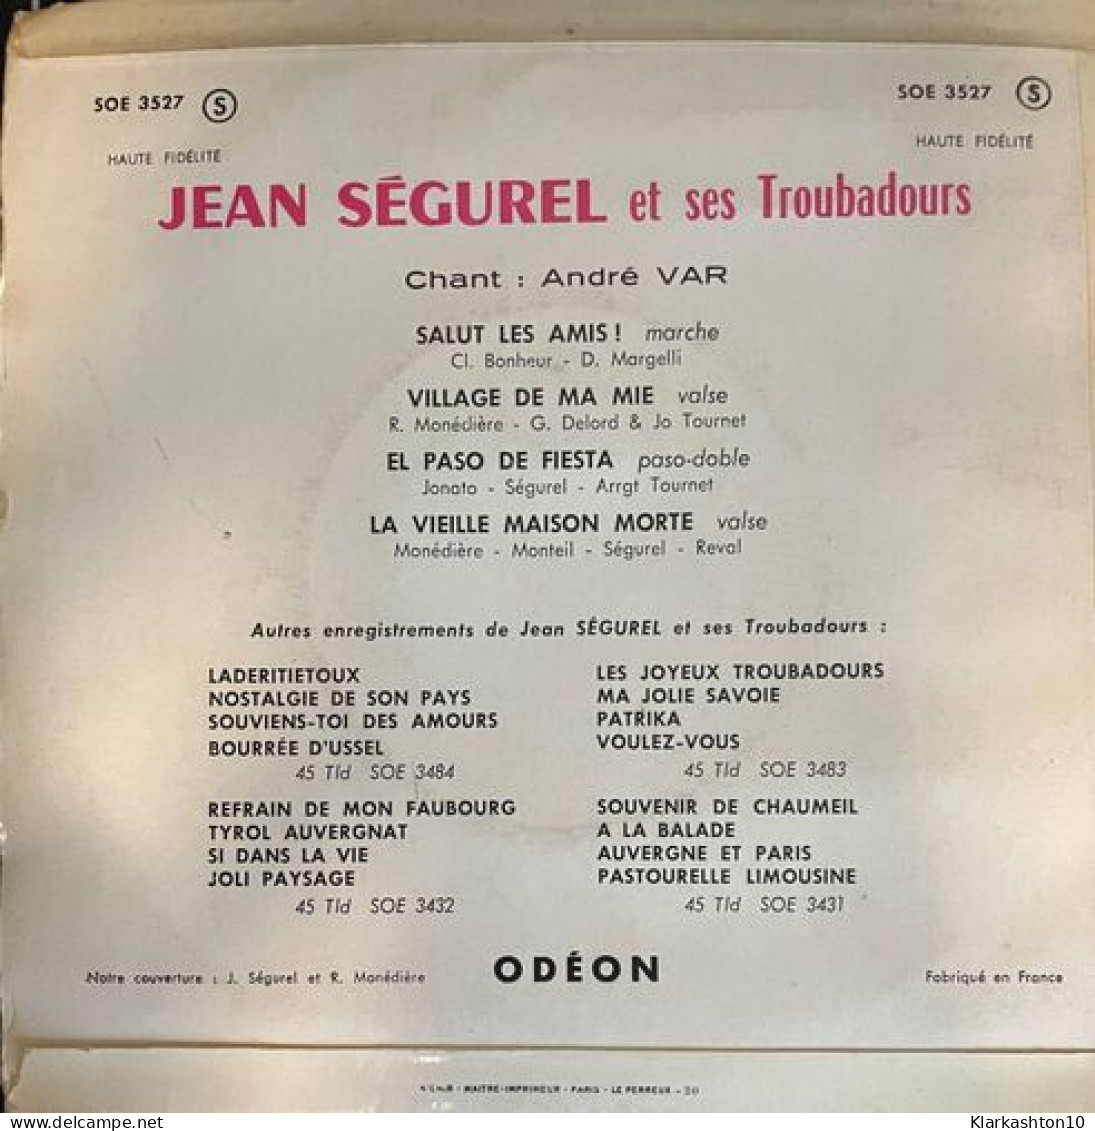 SOE 3527 Ⓢ
SOE 3527 Ⓢ
HAUTE FIDÉLITÉ
HAUTE FIDÉLITÉ
JEAN SÉGUREL et ses Troubadours
Chant : André VAR
SALUT LES AMIS ! marche
Cl. Bonheur - D. Margelli
VILLAGE DE MA MIE valse
R. Monédière - G. Delord & Jo Tournet
EL PASO DE FIESTA paso-doble
Jonato - Ségurel - Arrgt Tournet
LA VIEILLE MAISON MORTE valse
Monédière - Monteil - Ségurel - Reval
Autres enregistrements de Jean SÉGUREL et ses Troubadours :
LADERITIETOUX
NOSTALGIE DE SON PAYS
SOUVIENS-TOI DES AMOURS
BOURRÉE D'USSEL
45 Tld SOE 3484
LES JOYEUX TROUBADOURS
MA JOLIE SAVOIE
PATRIKA
VOULEZ-VOUS
45 Tld SOE 3483
REFRAIN DE MON FAUBOURG
TYROL AUVERGNAT
SI DANS LA VIE
JOLI PAYSAGE
45 Tld SOE 3432
SOUVENIR DE CHAUMEIL
A LA BALADE
AUVERGNE ET PARIS
PASTOURELLE LIMOUSINE
45 Tld SOE 3431
Notre couverture : J. Ségurel et R. Monédière
ODÉON
Fabriqué en France
MAITRE-IMPRIMEUR - PARIS - LE PERREUX - 20
Klarkashton10